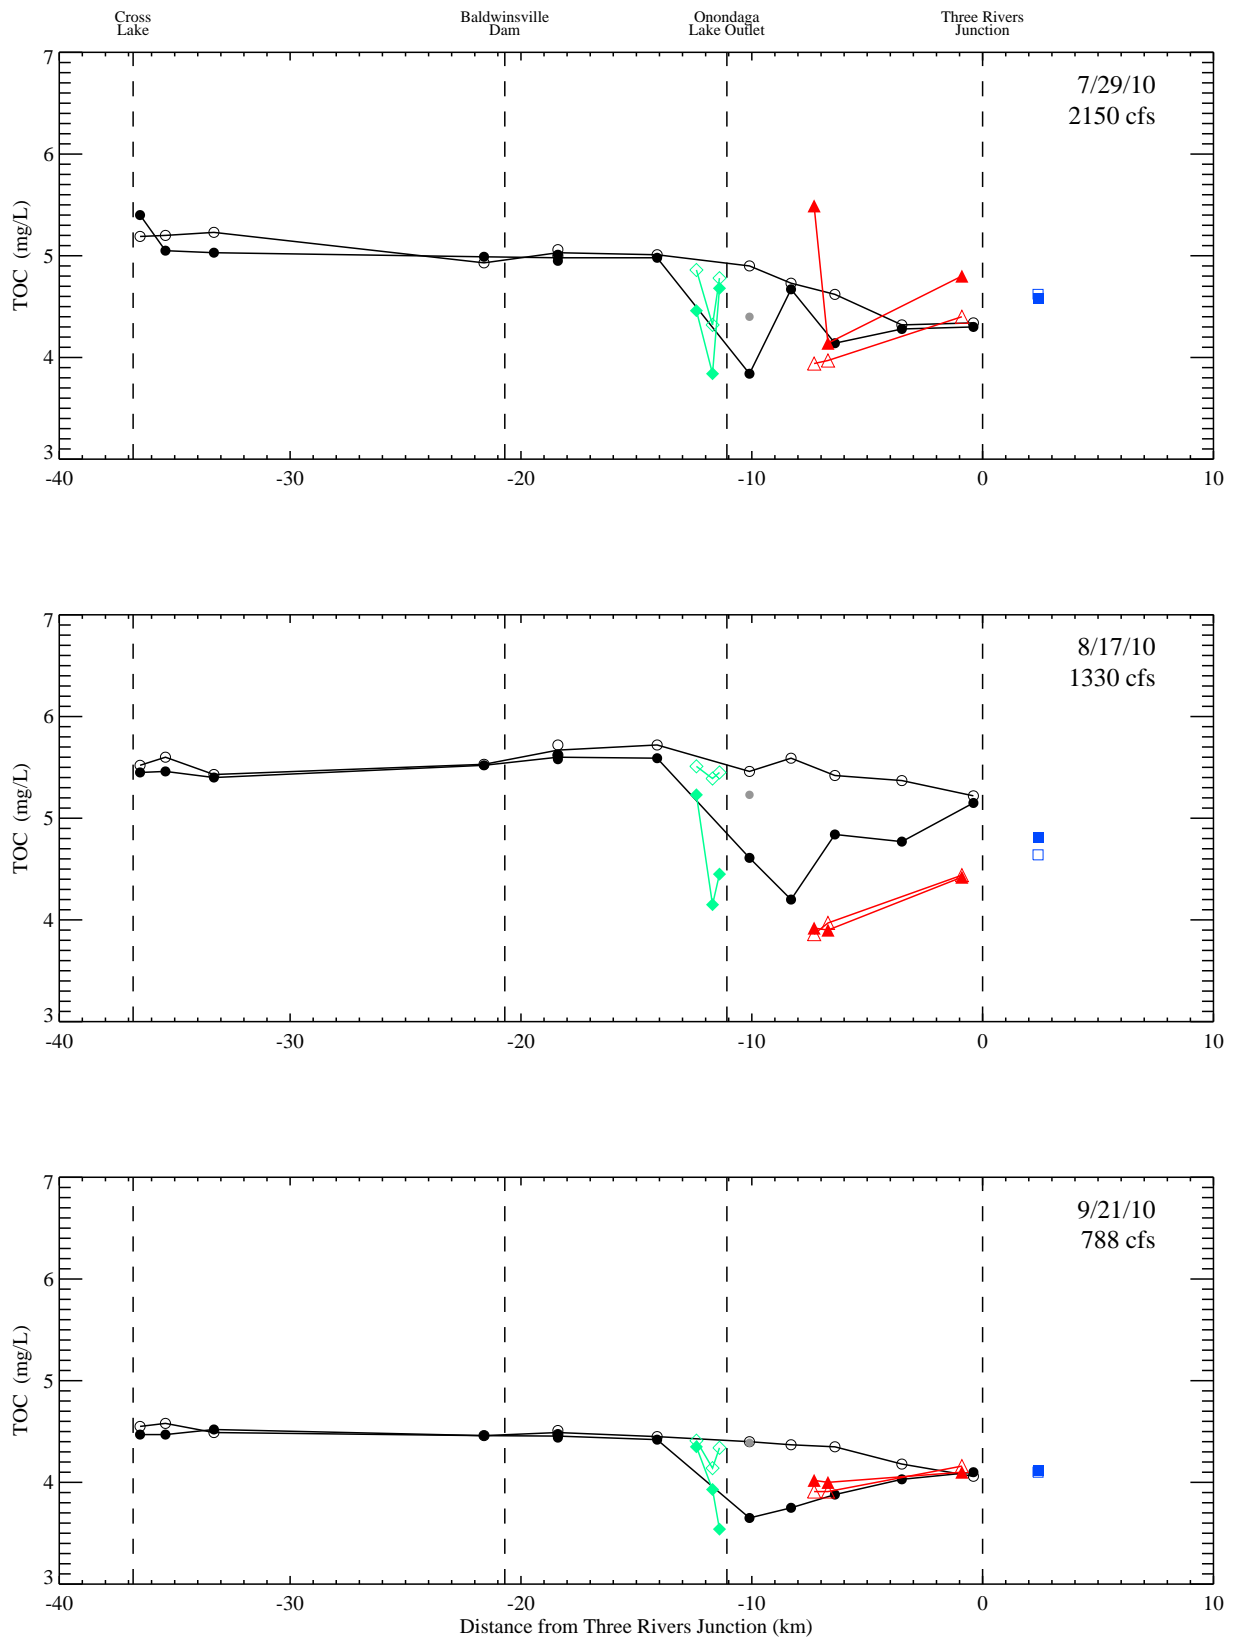 Cross
Lake
Baldwinsville
Dam
Onondaga
Lake Outlet
Three Rivers
Junction
7/29/10
2150 cfs
TOC (mg/L)
7
6
5
4
3
-40 -30 -20 -10 0 10
8/17/10
1330 cfs
TOC (mg/L)
7
6
5
4
3
-40 -30 -20 -10 0 10
9/21/10
788 cfs
TOC (mg/L)
7
6
5
4
3
-40 -30 -20 -10 0 10
Distance from Three Rivers Junction (km)